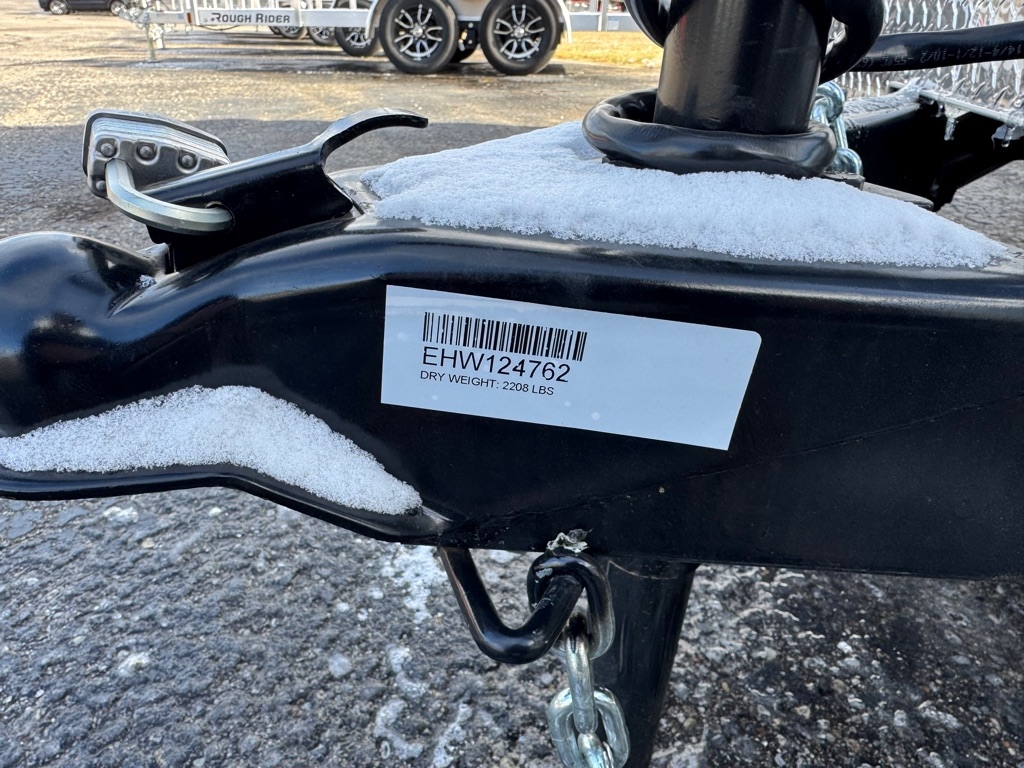 ROUGH RIDER
EHW124762
DRY WEIGHT: 2208 LBS